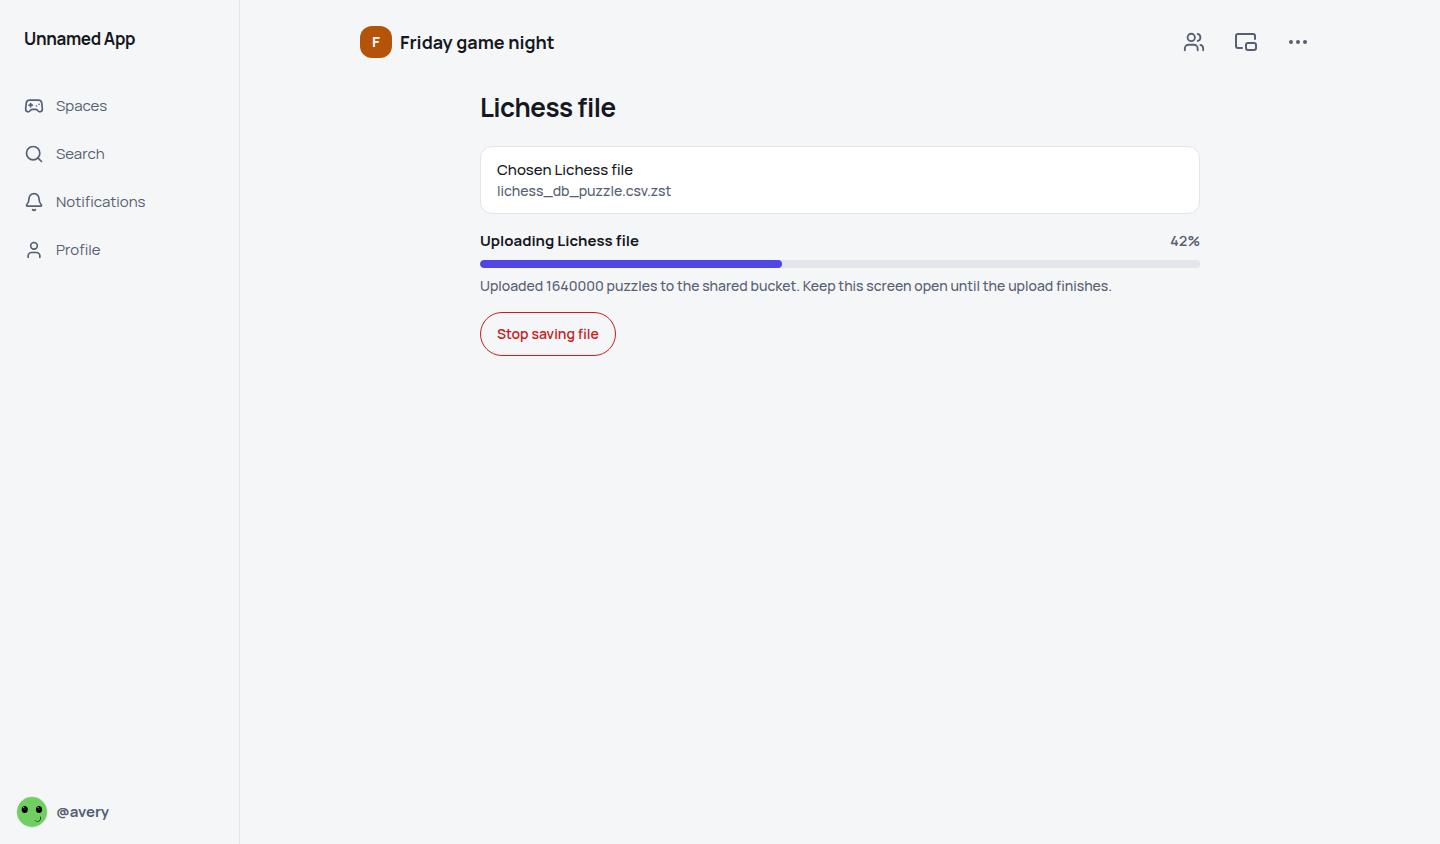 Unnamed App
Spaces
Search
Notifications
Profile
@avery
F Friday game night
Lichess file
Chosen Lichess file
lichess_db_puzzle.csv.zst
Uploading Lichess file 42%
Uploaded 1640000 puzzles to the shared bucket. Keep this screen open until the upload finishes.
Stop saving file